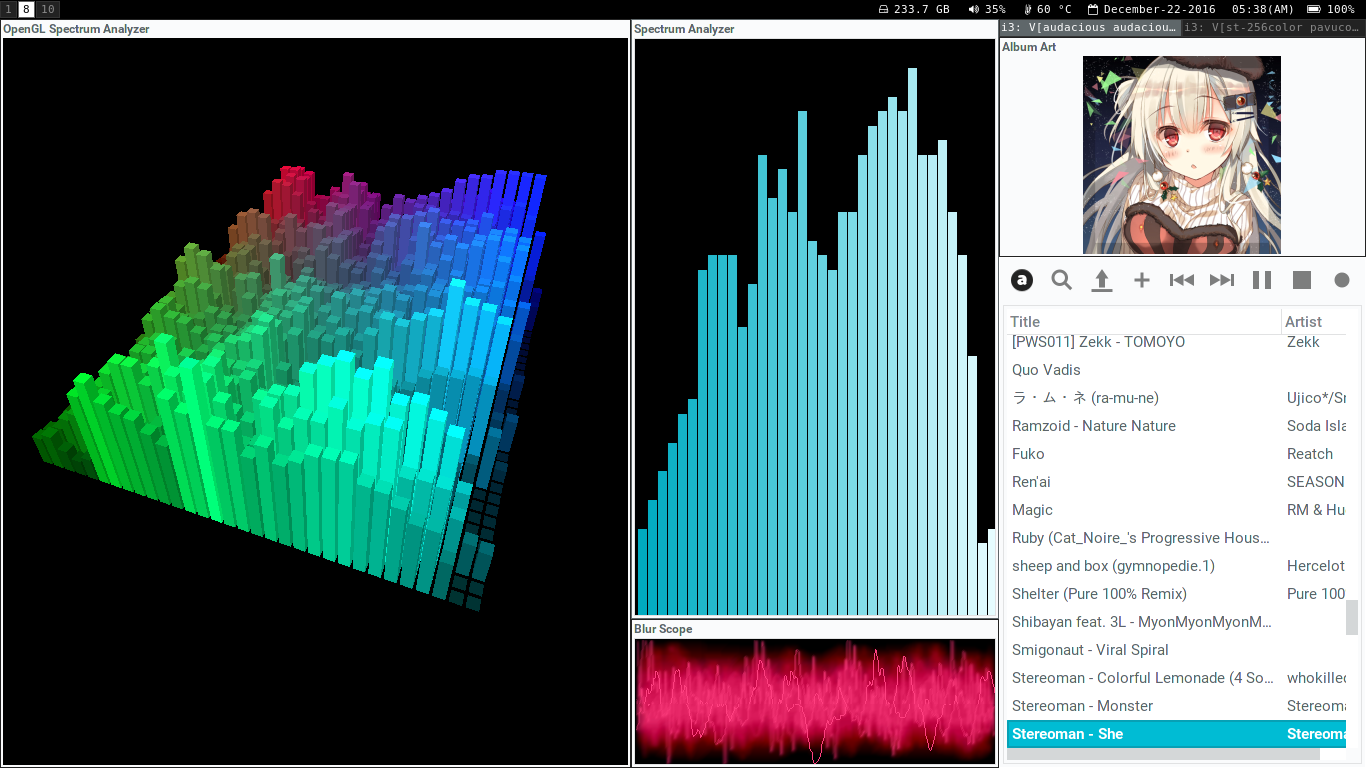 1 8 10 233.7 GB 35% 60 °C December-22-2016 05:38(AM) 100%
OpenGL Spectrum Analyzer
Spectrum Analyzer
Blur Scope
i3: V[audacious audaciou… i3: V[st-256color pavuco…
Album Art
a
Title Artist
[PWS011] Zekk - TOMOYO Zekk
Quo Vadis
ラ・ム・ネ (ra-mu-ne) Ujico*/Sn
Ramzoid - Nature Nature Soda Isla
Fuko Reatch
Ren'ai SEASON
Magic RM & Hu
Ruby (Cat_Noire_'s Progressive Hous…
sheep and box (gymnopedie.1) Hercelot
Shelter (Pure 100% Remix) Pure 100
Shibayan feat. 3L - MyonMyonMyonM…
Smigonaut - Viral Spiral
Stereoman - Colorful Lemonade (4 So… whokilled
Stereoman - Monster Stereoma
Stereoman - She Stereoma